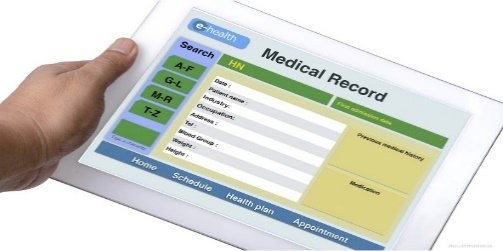 e-health
Medical Record
Search
HN
First admission date
A-F
G-L
M-R
T-Z
Date :
Patient name :
Industry:
Occupation:
Address :
Tel :
Blood Group :
Weight :
Height :
Previous medical history
Medication
Home
Schedule
Health plan
Appointment